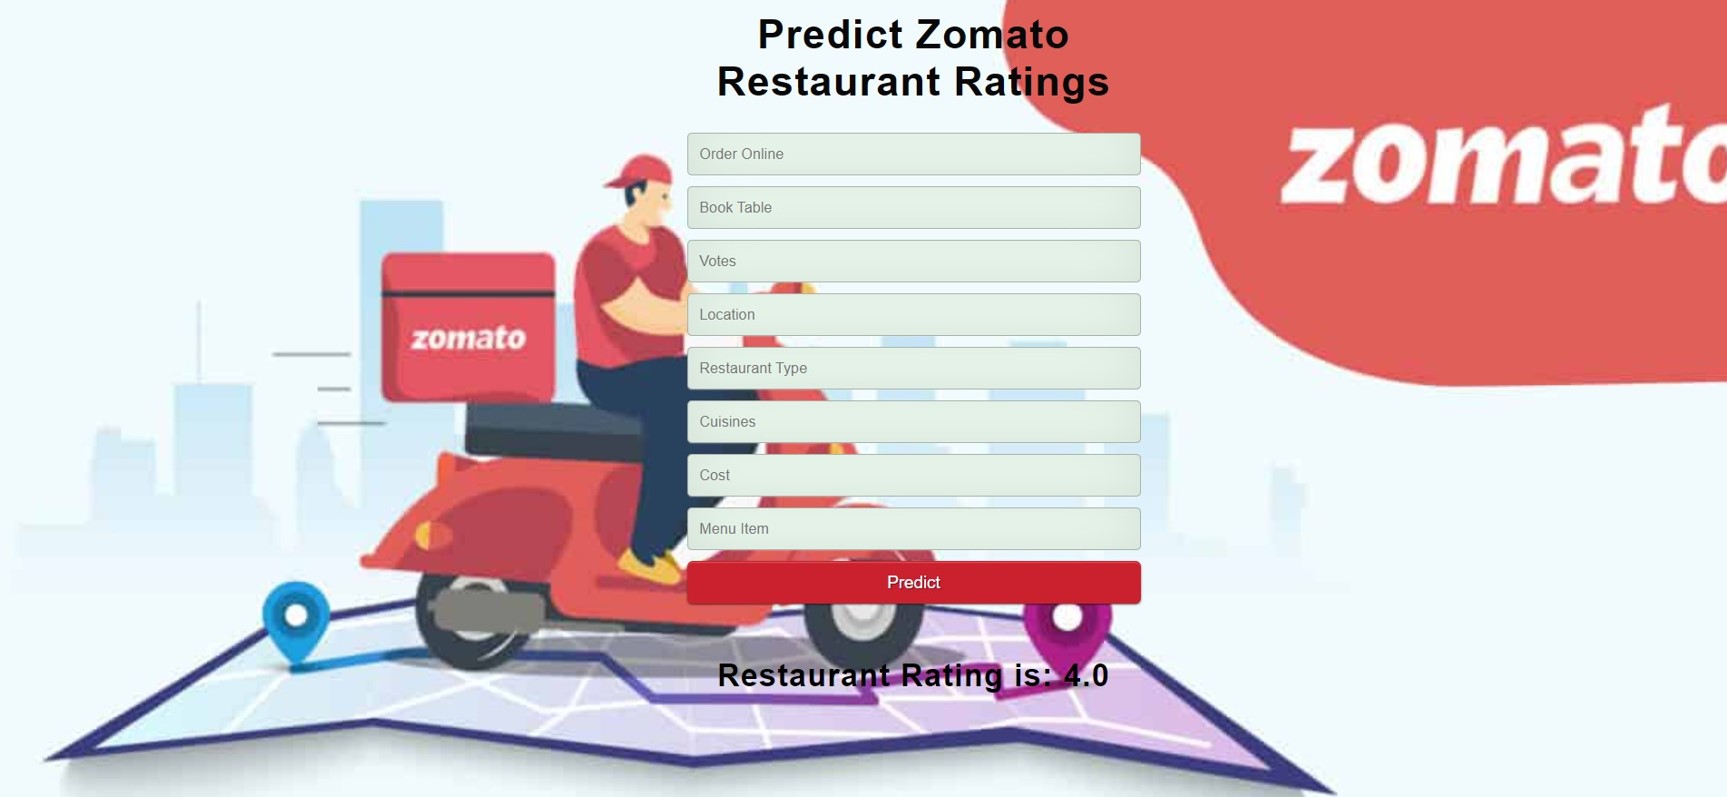 Predict Zomato
Restaurant Ratings
Order Online
Book Table
Votes
Location
Restaurant Type
Cuisines
Cost
Menu Item
Predict
Restaurant Rating is: 4.0
zomato
zomato